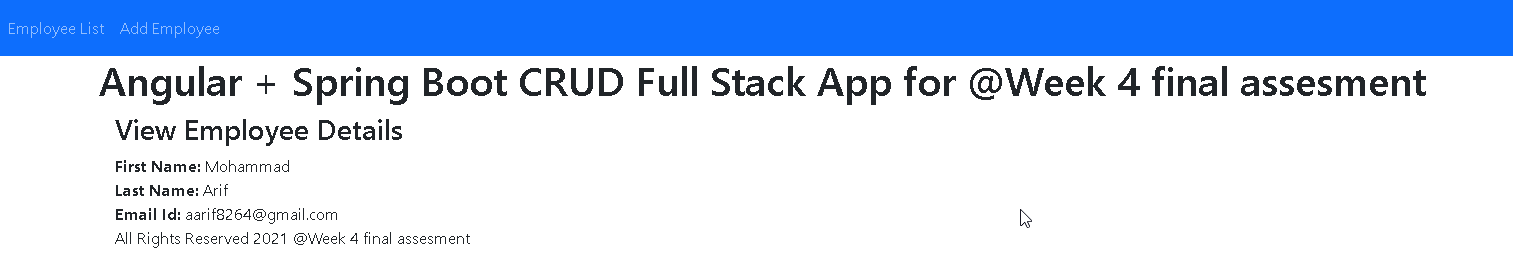 Employee List Add Employee
Angular + Spring Boot CRUD Full Stack App for @Week 4 final assesment
View Employee Details
First Name: Mohammad
Last Name: Arif
Email Id: aarif8264@gmail.com
All Rights Reserved 2021 @Week 4 final assesment